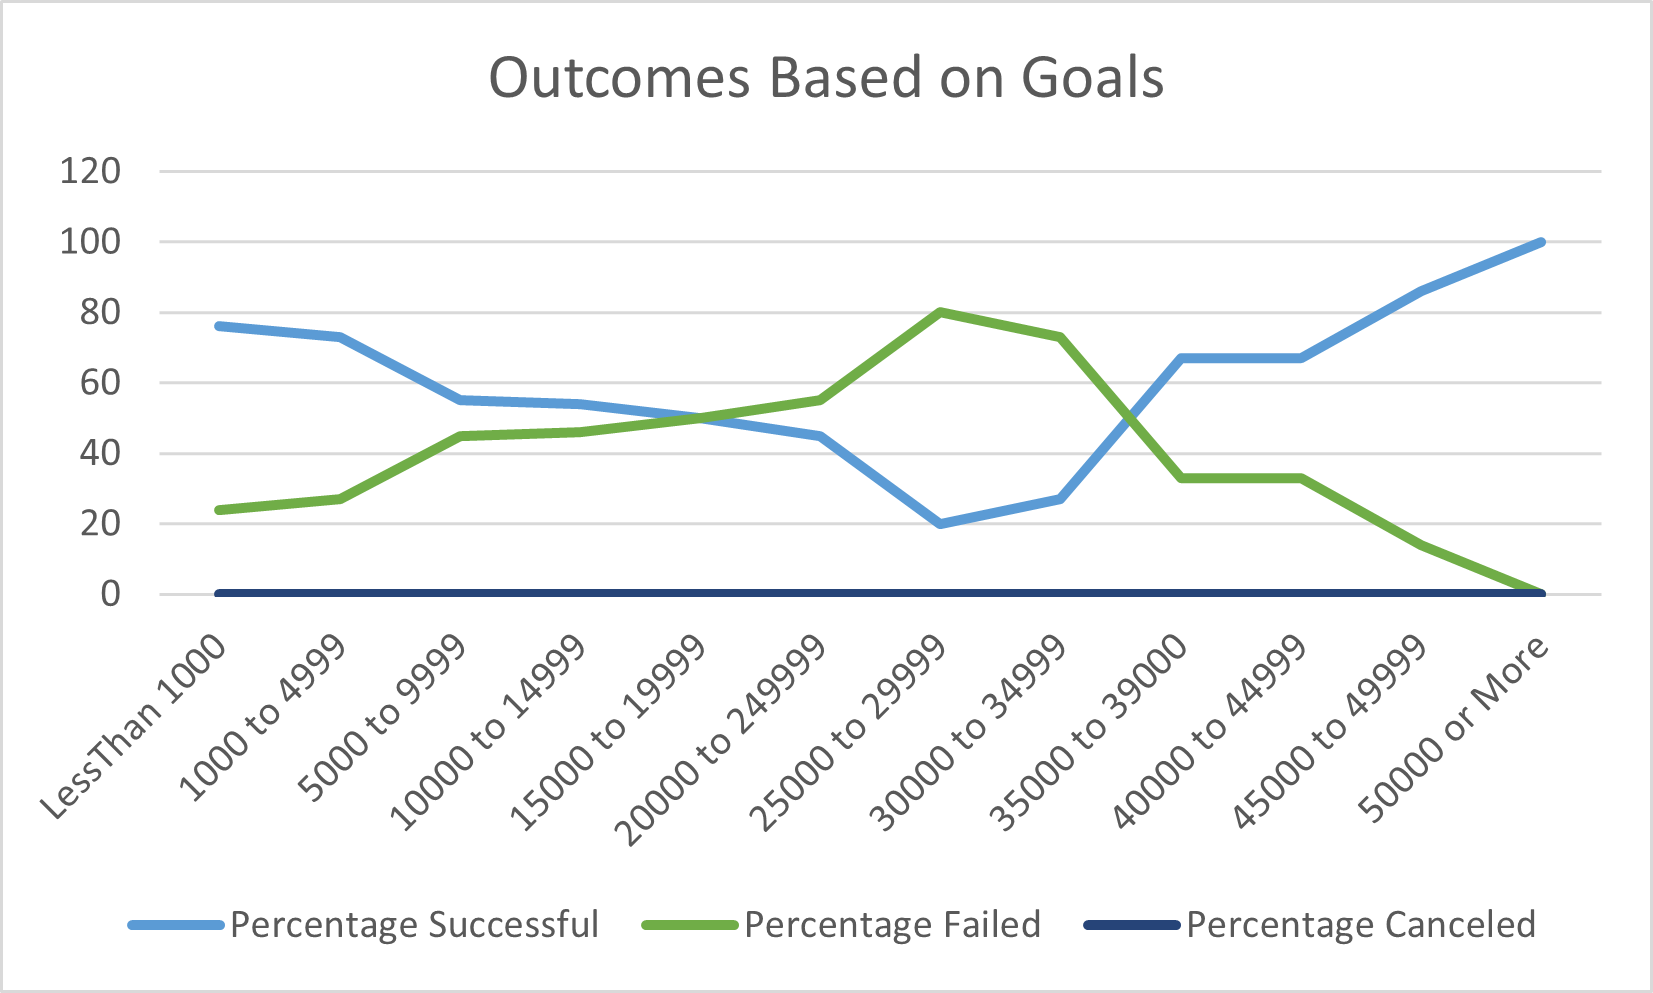 Outcomes Based on Goals
120
100
80
60
40
20
0
LessThan 1000
1000 to 4999
5000 to 9999
10000 to 14999
15000 to 19999
20000 to 249999
25000 to 29999
30000 to 34999
35000 to 39000
40000 to 44999
45000 to 49999
50000 or More
Percentage Successful
Percentage Failed
Percentage Canceled